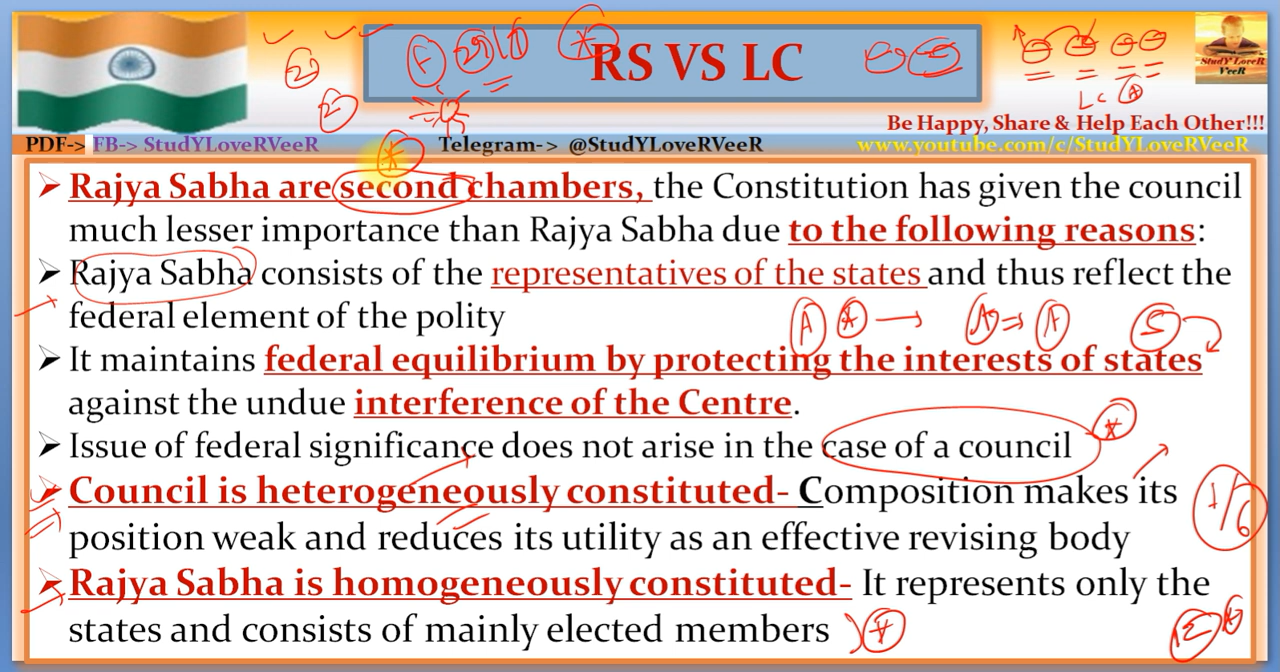 RS VS LC
StudY LoveR
VeeR
LC
Be Happy, Share & Help Each Other!!!
PDF-> FB-> StudYLoveRVeeR Telegram-> @StudYLoveRVeeR www.youtube.com/c/StudYLoveRVeeR
➤ Rajya Sabha are second chambers, the Constitution has given the council
much lesser importance than Rajya Sabha due to the following reasons:
➤ Rajya Sabha consists of the representatives of the states and thus reflect the
federal element of the polity
➤ It maintains federal equilibrium by protecting the interests of states
against the undue interference of the Centre.
➤ Issue of federal significance does not arise in the case of a council
➤ Council is heterogeneously constituted- Composition makes its
position weak and reduces its utility as an effective revising body
1/6
➤ Rajya Sabha is homogeneously constituted- It represents only the
states and consists of mainly elected members